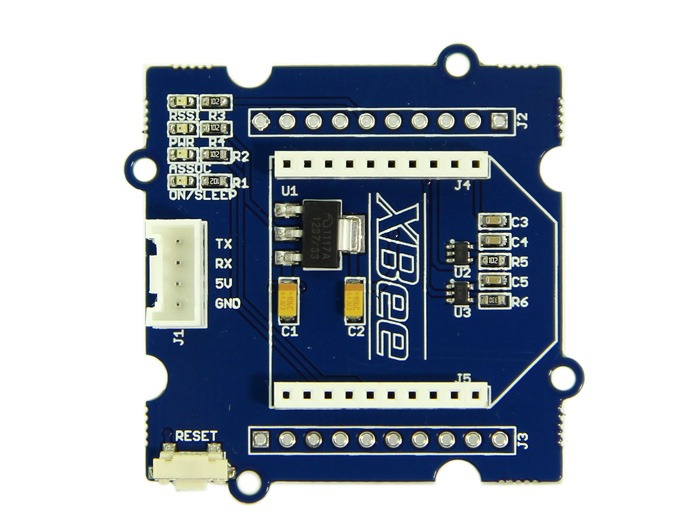 RSSI R3
J2
PWR R4
R2
ASSOC
R1
ON/SLEEP
U1
J4
XBee
1117A
C3
TX
C4
RX
R5
U2
5V
C5
GND
R6
U3
J1
C1
C2
J5
RESET
J3